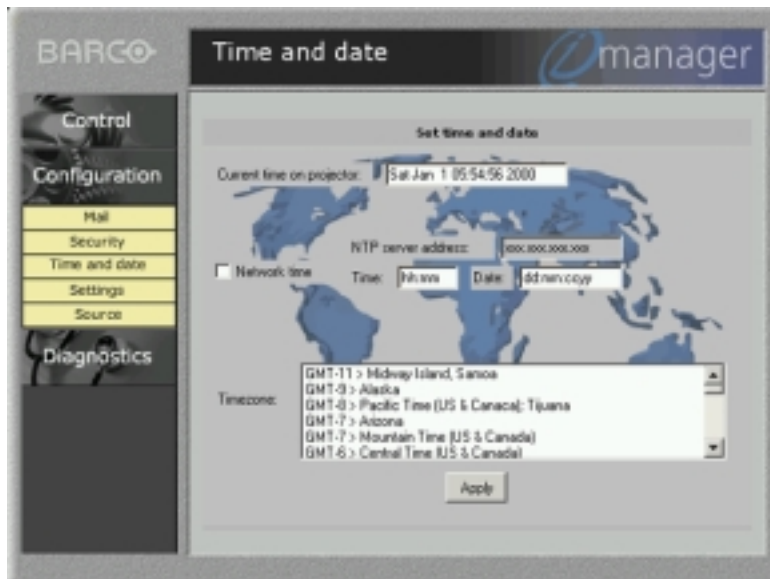 BARCO
Time and date
imanager
Control
Configuration
Mail
Security
Time and date
Settings
Source
Diagnostics
Set time and date
Current time on projector: Sat Jan 1 05:54:56 2000
NTP server address: xxx.xxx.xxx.xxx
Network time Time: hh:mm Date: dd:mm:ccyy
Timezone:
GMT-11 > Midway Island, Samoa
GMT-9 > Alaska
GMT-8 > Pacific Time (US & Canada); Tijuana
GMT-7 > Arizona
GMT-7 > Mountain Time (US & Canada)
GMT-6 > Central Time (US & Canada)
Apply